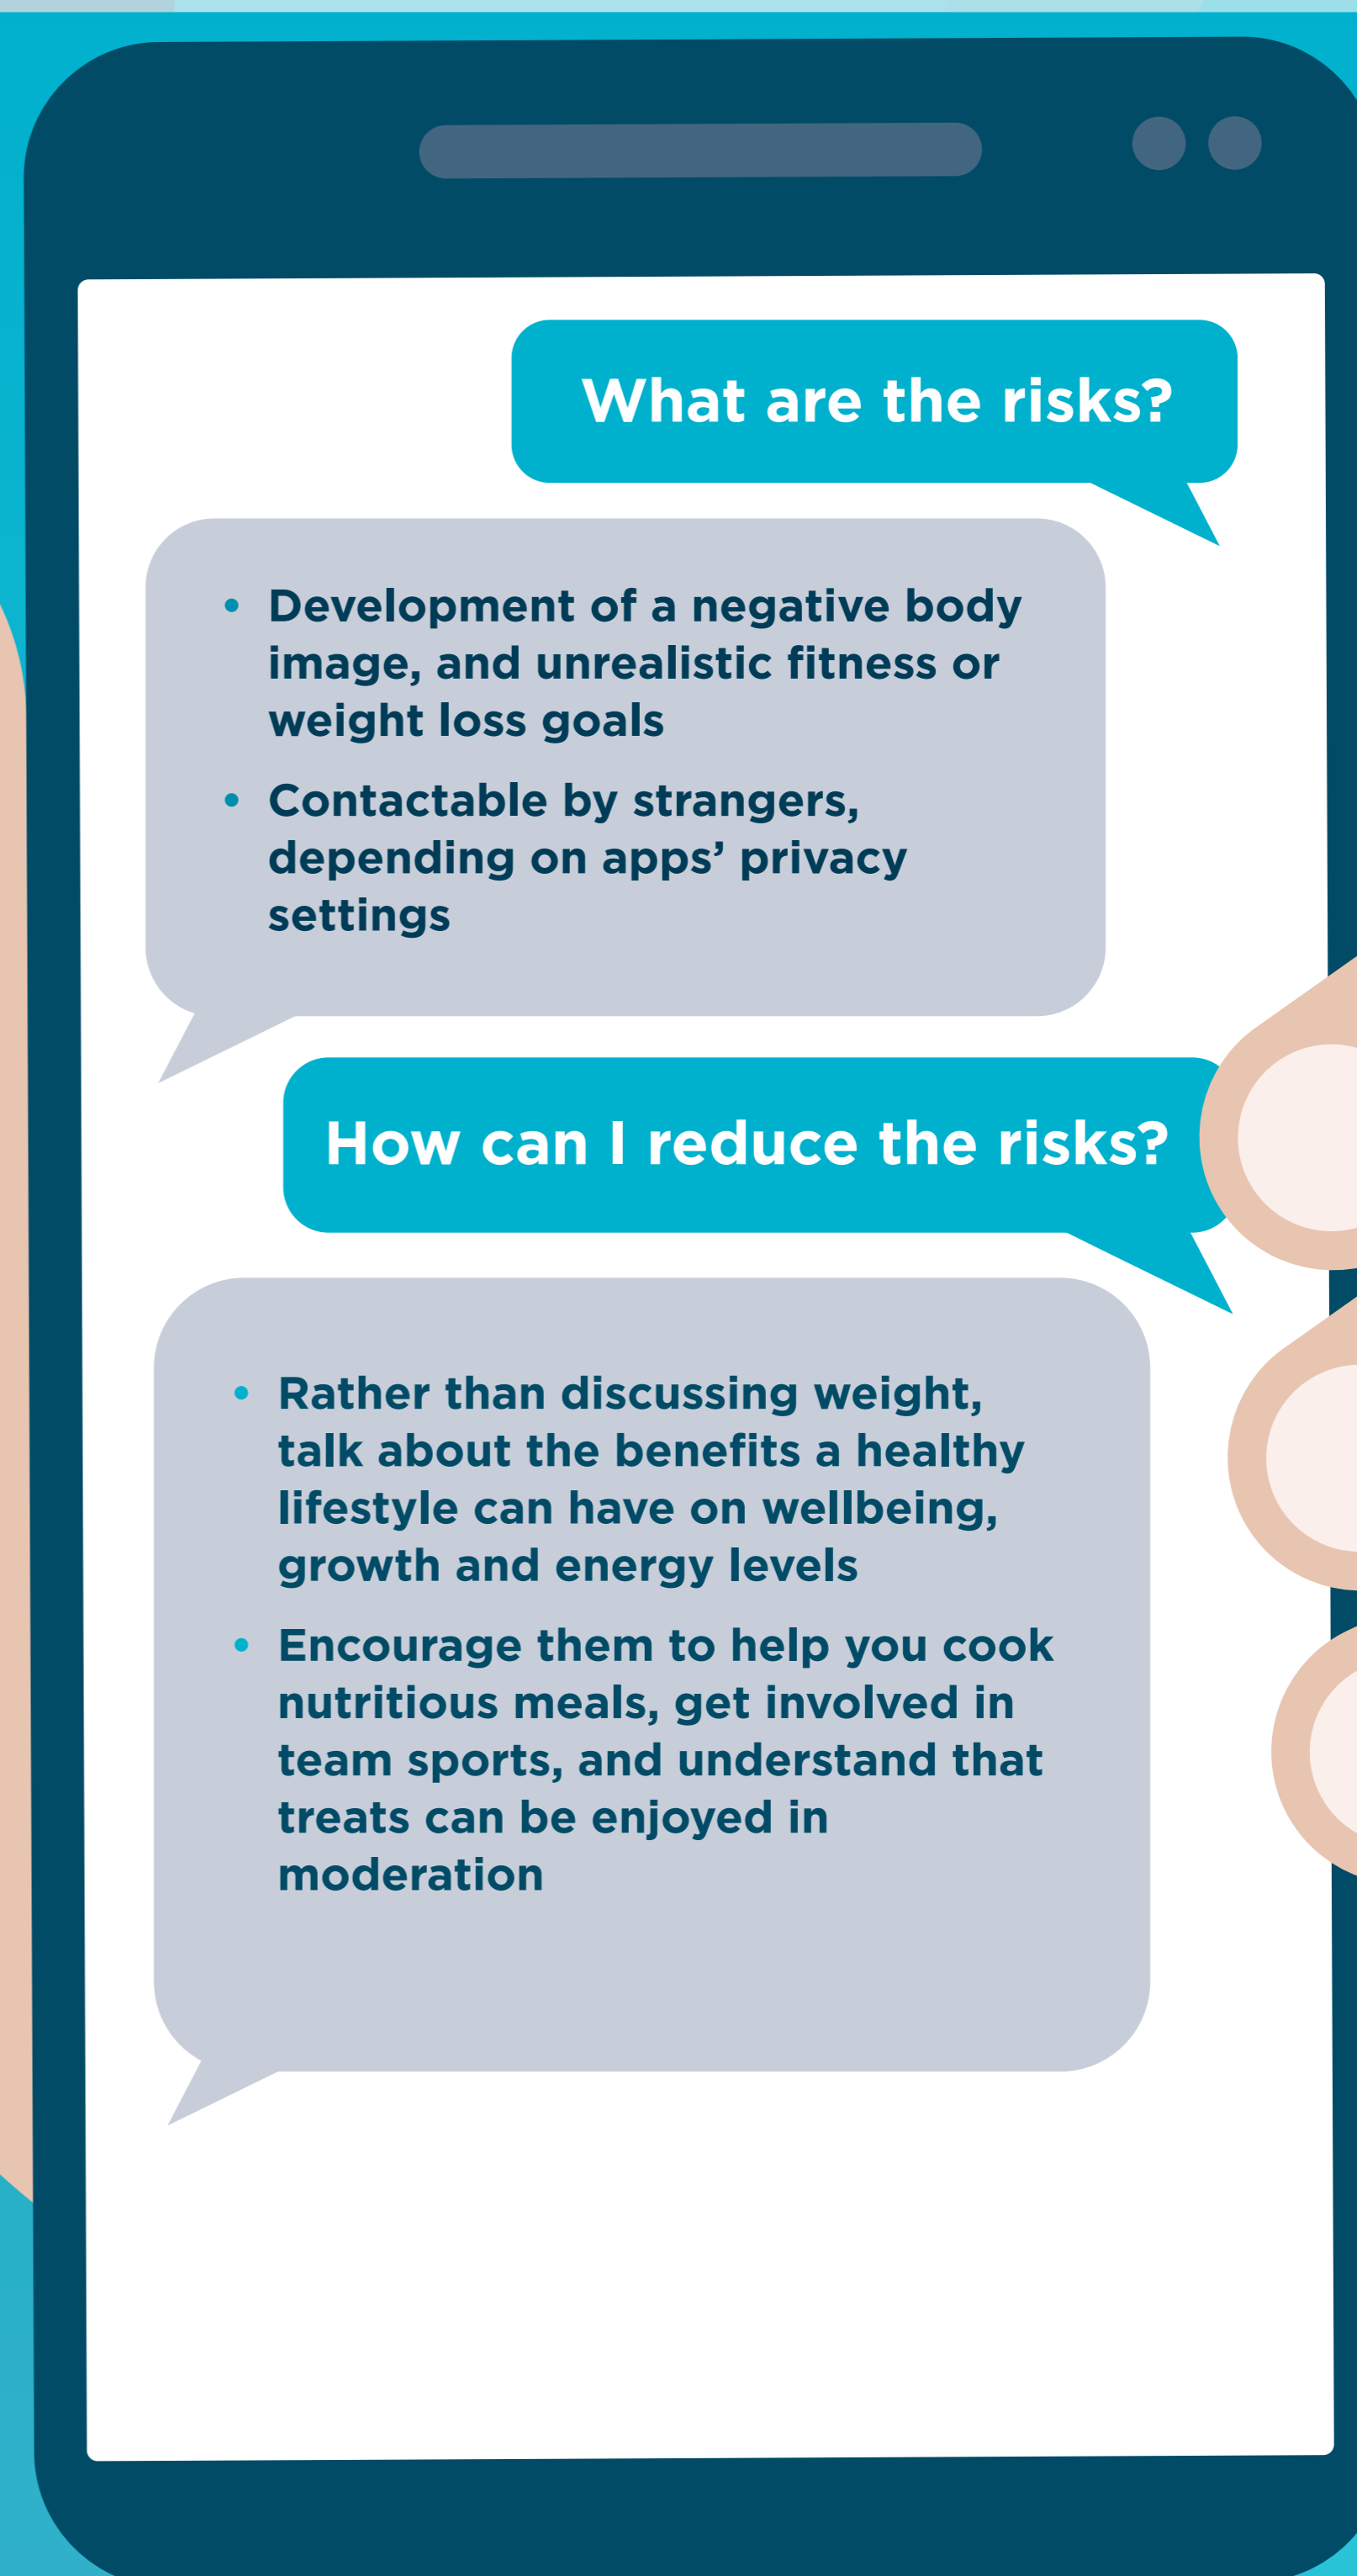 What are the risks?
• Development of a negative body
image, and unrealistic fitness or
weight loss goals
• Contactable by strangers,
depending on apps’ privacy
settings
How can I reduce the risks?
• Rather than discussing weight,
talk about the benefits a healthy
lifestyle can have on wellbeing,
growth and energy levels
• Encourage them to help you cook
nutritious meals, get involved in
team sports, and understand that
treats can be enjoyed in
moderation